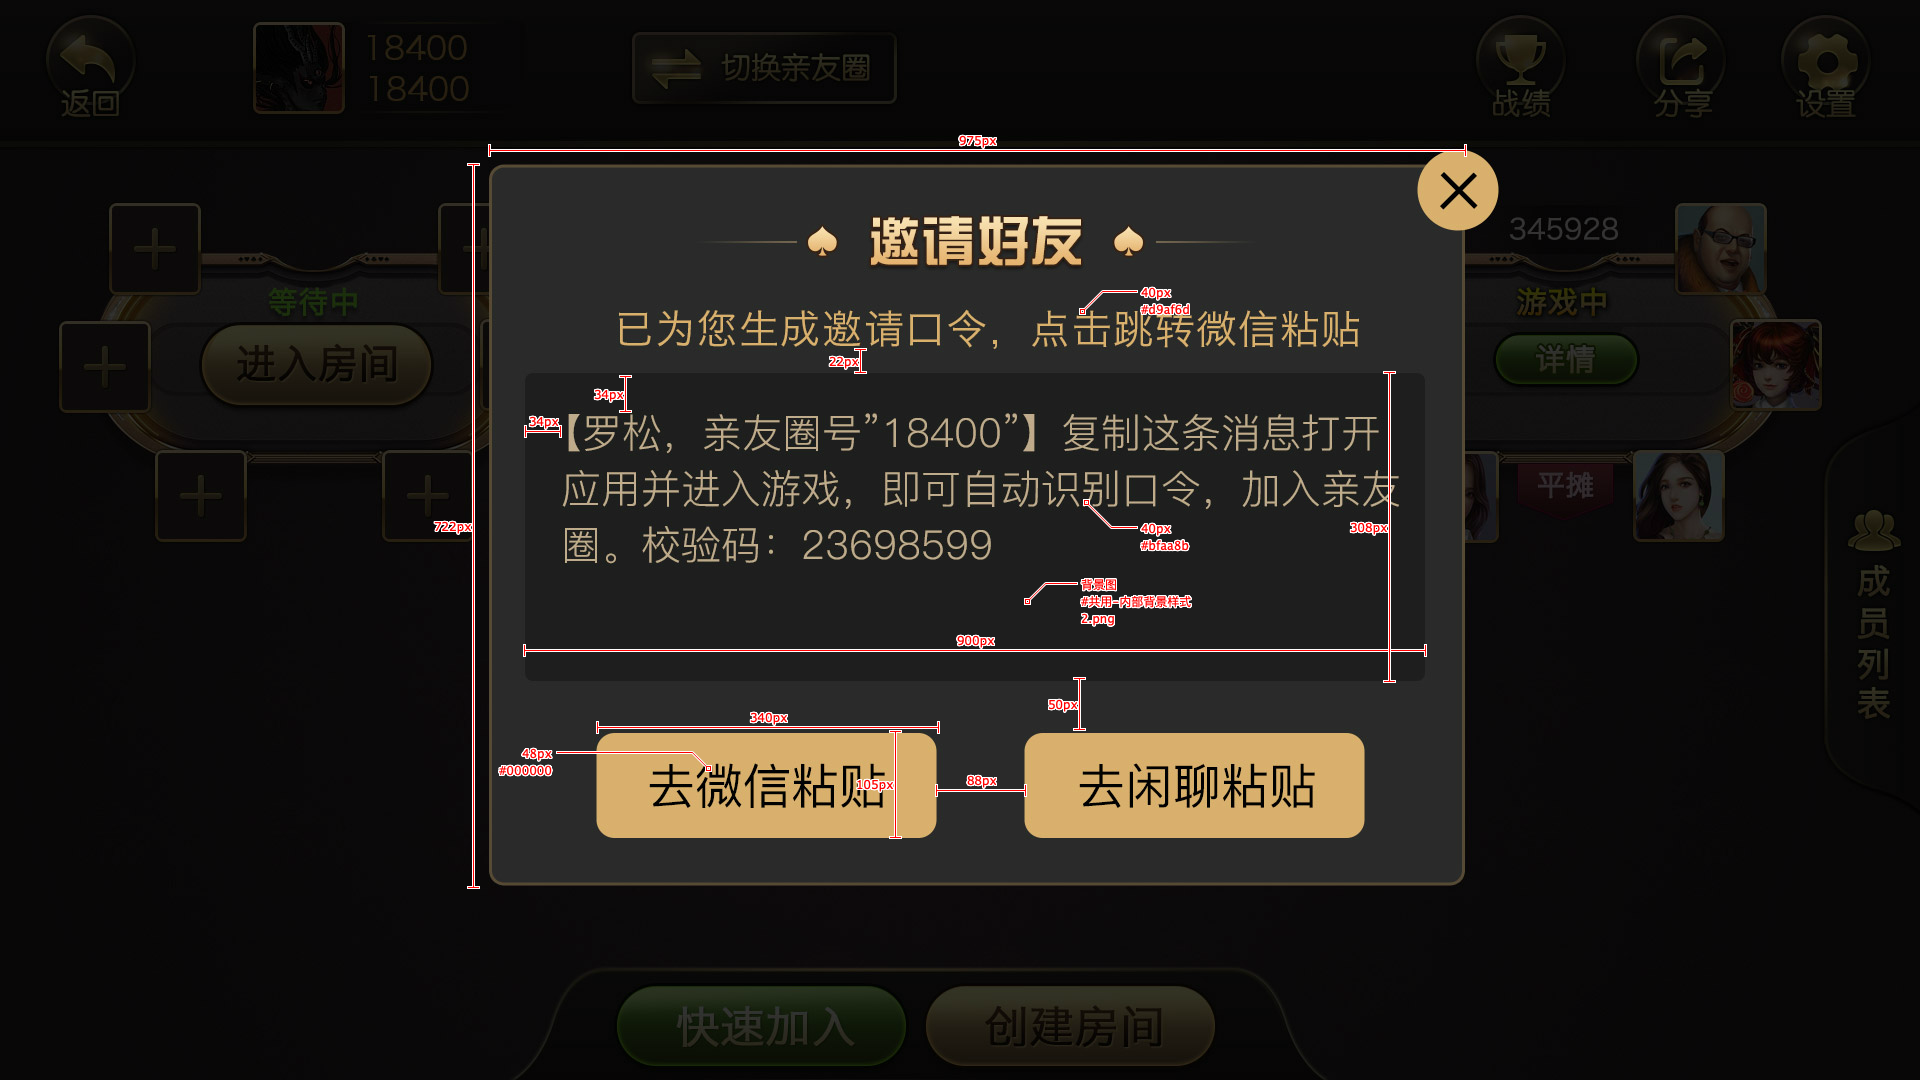 返回
18400
18400
切换亲友圈
战绩
分享
设置
975px
邀请好友
345928
等待中
进入房间
游戏中
详情
40px
#d9af6d
已为您生成邀请口令，点击跳转微信粘贴
22px
34px
34px
【罗松，亲友圈号”18400”】复制这条消息打开
应用并进入游戏，即可自动识别口令，加入亲友
圈。校验码：23698599
平摊
722px
308px
40px
#bfaa8b
背景图
#共用-内部背景样式
2.png
900px
成员列表
50px
340px
48px
#000000
去微信粘贴
105px
88px
去闲聊粘贴
快速加入
创建房间